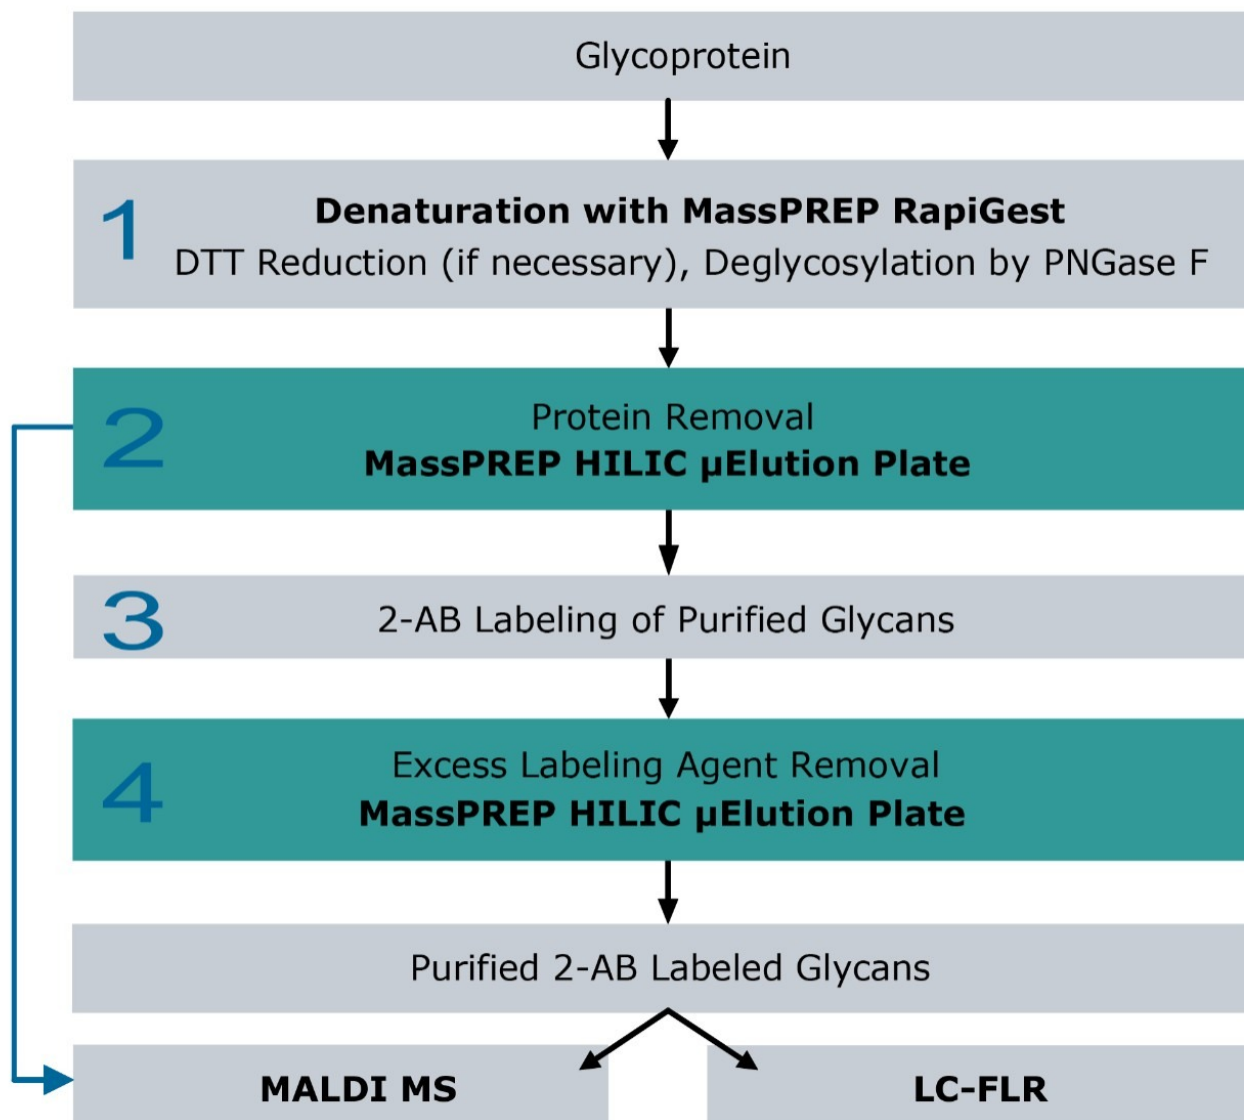 Glycoprotein
1
Denaturation with MassPREP RapiGest
DTT Reduction (if necessary), Deglycosylation by PNGase F
2
Protein Removal
MassPREP HILIC µElution Plate
3
2-AB Labeling of Purified Glycans
4
Excess Labeling Agent Removal
MassPREP HILIC µElution Plate
Purified 2-AB Labeled Glycans
MALDI MS
LC-FLR